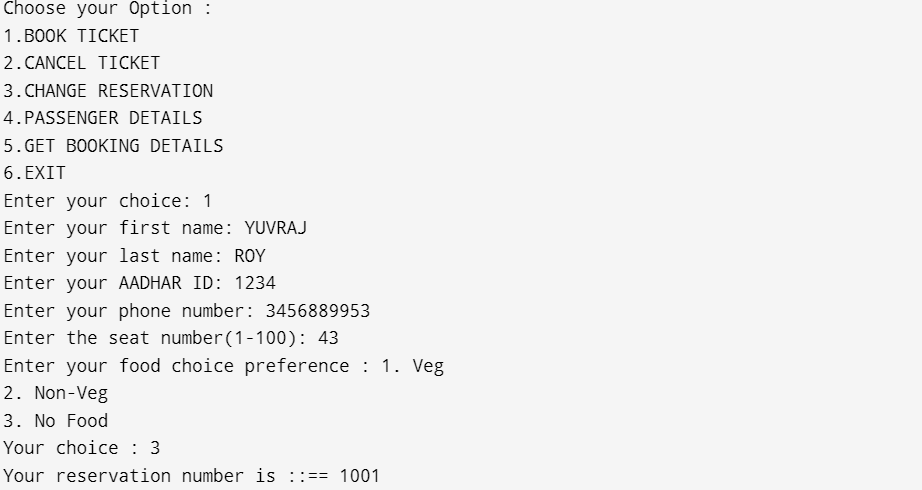 Choose your Option :
1.BOOK TICKET
2.CANCEL TICKET
3.CHANGE RESERVATION
4.PASSENGER DETAILS
5.GET BOOKING DETAILS
6.EXIT
Enter your choice: 1
Enter your first name: YUVRAJ
Enter your last name: ROY
Enter your AADHAR ID: 1234
Enter your phone number: 3456889953
Enter the seat number(1-100): 43
Enter your food choice preference : 1. Veg
2. Non-Veg
3. No Food
Your choice : 3
Your reservation number is ::== 1001